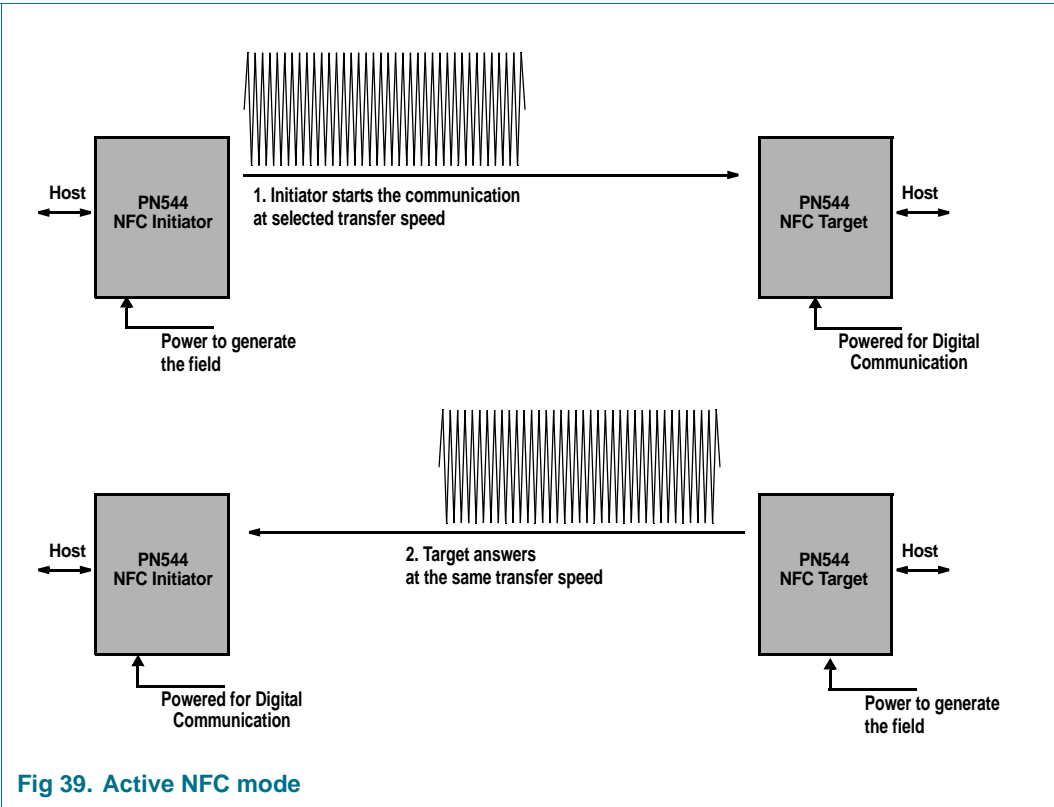 Host
PN544
NFC Initiator
1. Initiator starts the communication
at selected transfer speed
PN544
NFC Target
Host
Power to generate
the field
Powered for Digital
Communication
Host
PN544
NFC Initiator
2. Target answers
at the same transfer speed
PN544
NFC Target
Host
Powered for Digital
Communication
Power to generate
the field
Fig 39. Active NFC mode